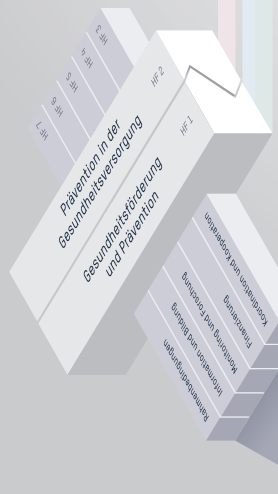 HF 3
HF 4
HF 5
HF 6
HF 7
HF 2
Prävention in der
Gesundheitsversorgung
HF 1
Gesundheitsförderung
und Prävention
Koordination und Kooperation
Finanzierung
Monitoring und Forschung
Information und Bildung
Rahmenbedingungen